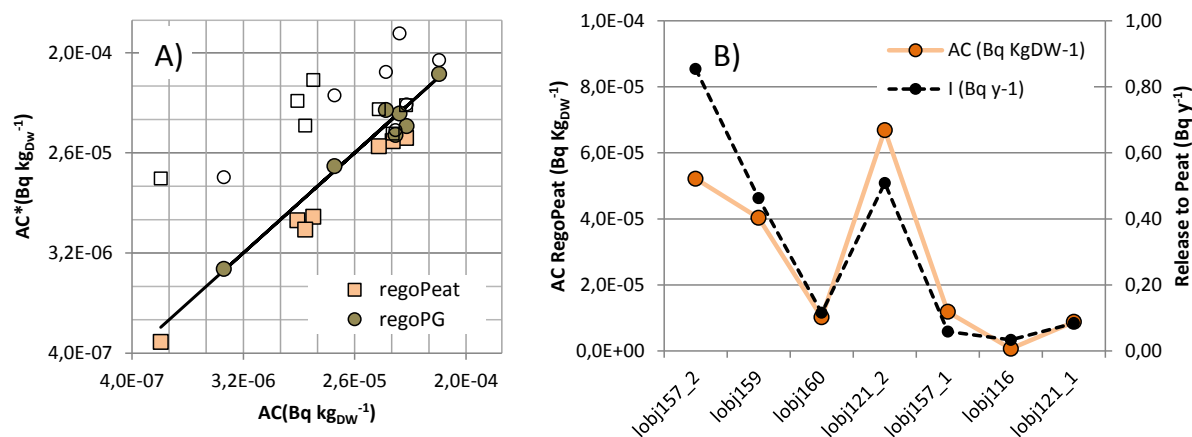 A)
AC*(Bq kgDW-1)
2,0E-04
2,6E-05
3,2E-06
4,0E-07
regoPeat
regoPG
4,0E-07 3,2E-06 2,6E-05 2,0E-04
AC(Bq kgDW-1)
B)
AC RegoPeat (Bq KgDW-1)
1,0E-04
8,0E-05
6,0E-05
4,0E-05
2,0E-05
0,0E+00
AC (Bq KgDW-1)
I (Bq y-1)
1,00
0,80
0,60
0,40
0,20
0,00
Release to Peat (Bq y-1)
lobj157_2
lobj159
lobj160
lobj121_2
lobj157_1
lobj116
lobj121_1